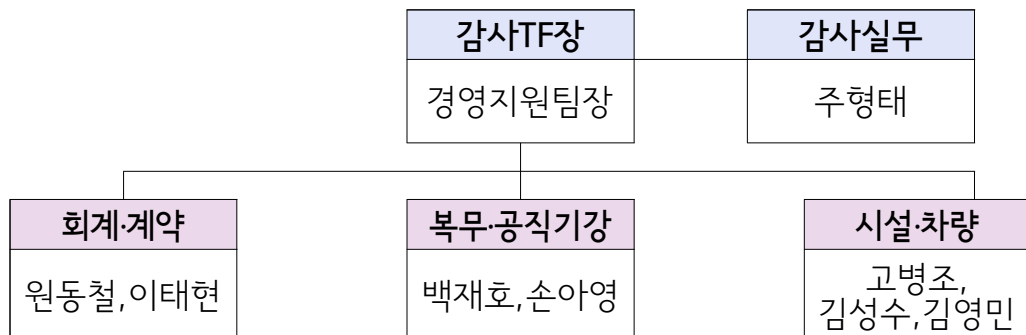 감사TF장
경영지원팀장
감사실무
주형태
회계·계약
원동철,이태현
복무·공직기강
백재호,손아영
시설·차량
고병조,
김성수,김영민